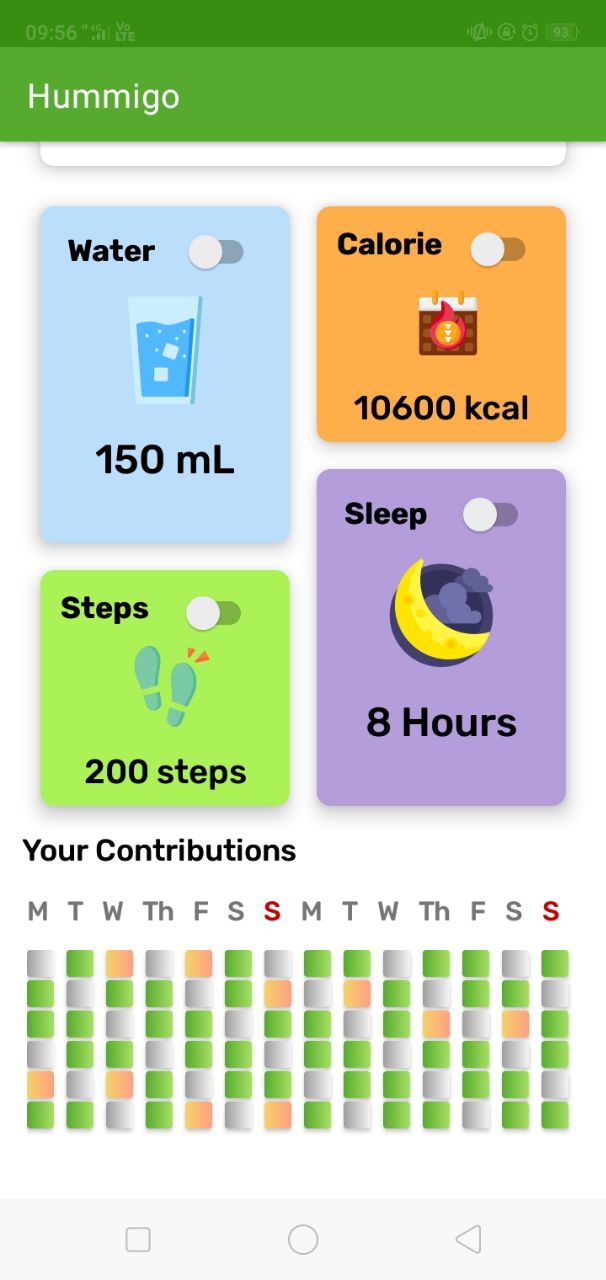 09:56 4G Vo LTE 93
Hummigo
Water
150 mL
Calorie
10600 kcal
Steps
200 steps
Sleep
8 Hours
Your Contributions
M T W Th F S S M T W Th F S S